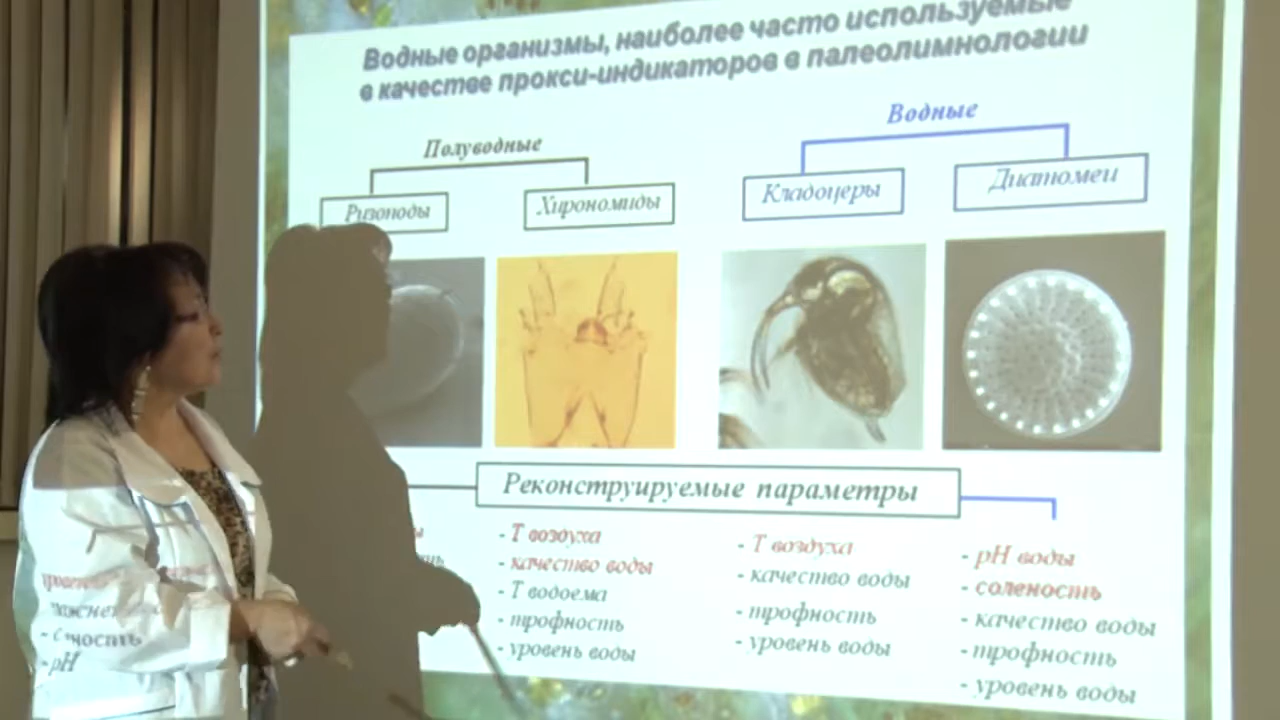 Водные организмы, наиболее часто используемые
в качестве прокси-индикаторов в палеолимнологии
Полуводные
Водные
Ризоподы
Хирономиды
Кладоцеры
Диатомеи
Реконструируемые параметры
- Т воздуха
- качество воды
- Т водоема
- трофность
- уровень воды
- Т воздуха
- качество воды
- трофность
- уровень воды
- pH воды
- соленость
- качество воды
- трофность
- уровень воды
- pH